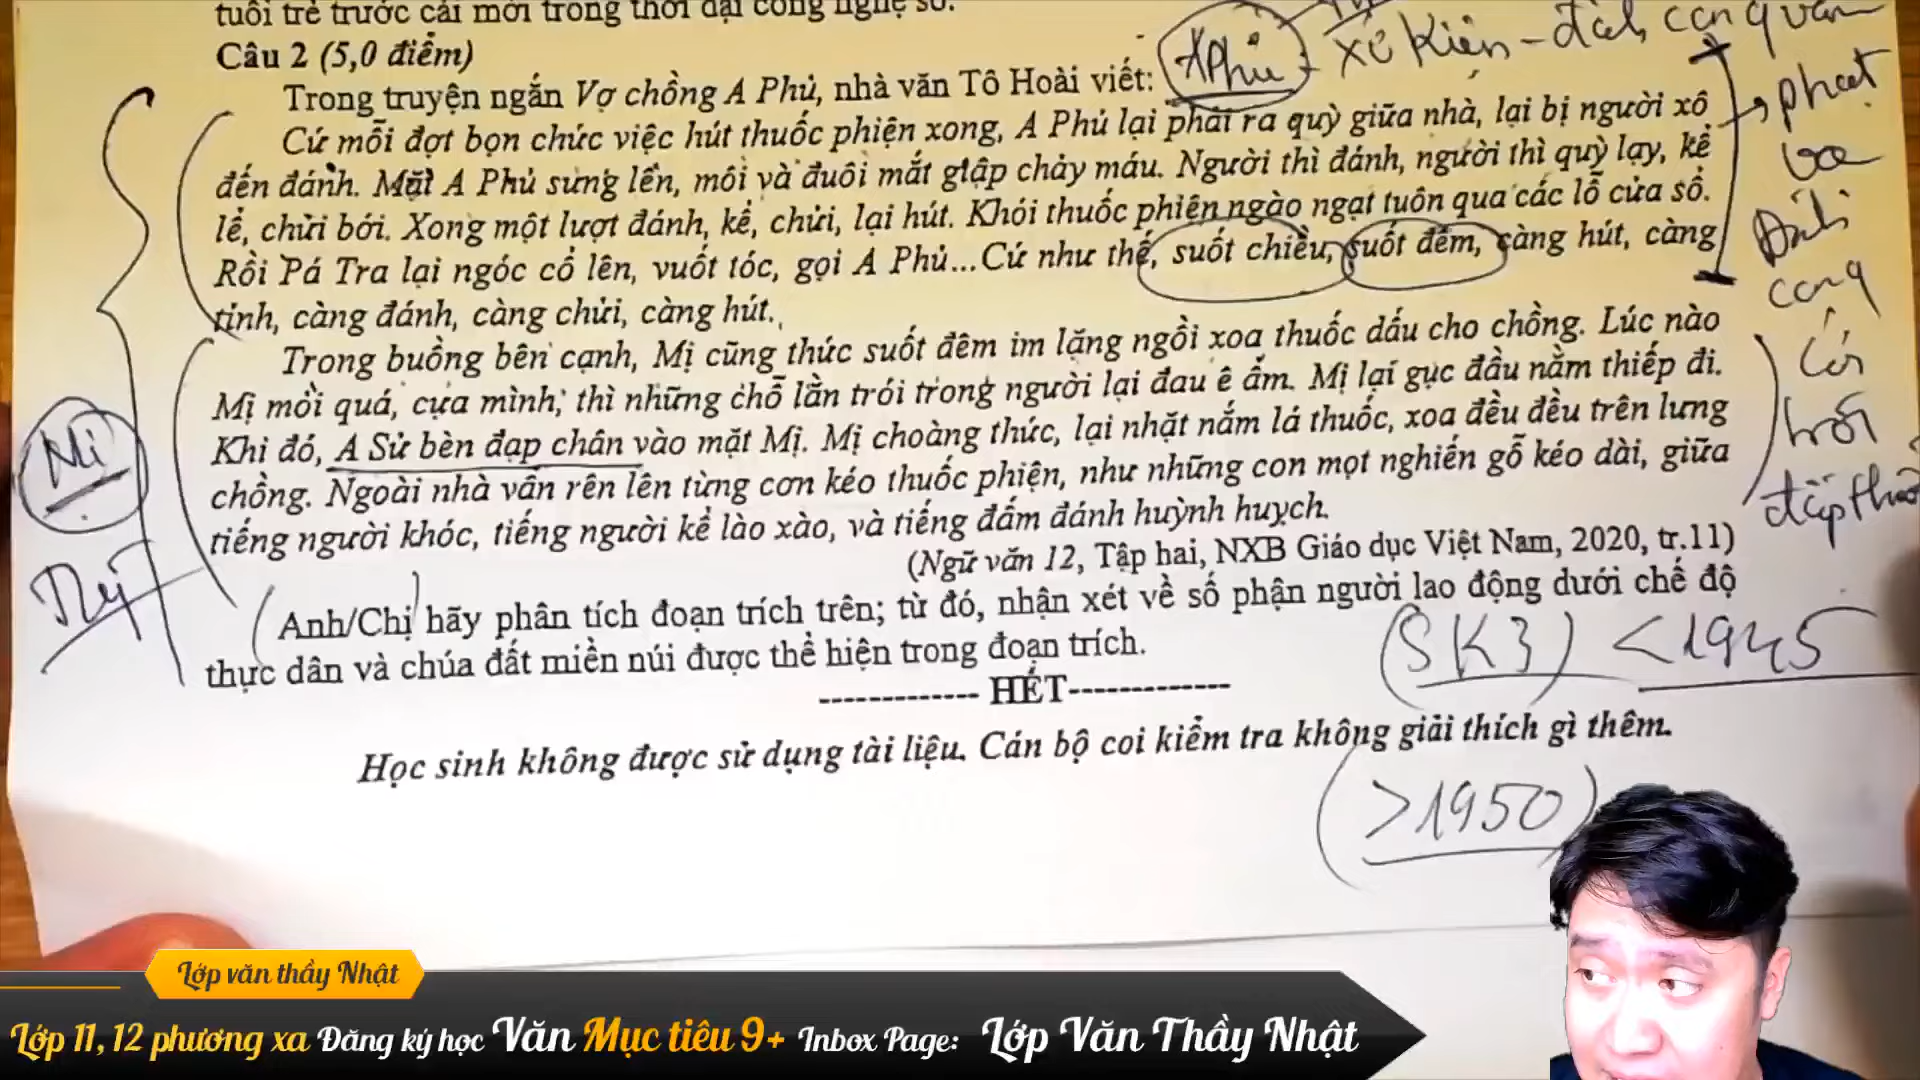 tuổi trẻ trước cái mới trong thời đại công nghệ số.
Câu 2 (5,0 điểm)
Trong truyện ngắn Vợ chồng A Phủ, nhà văn Tô Hoài viết:
A Phủ
xử kiện - đánh
Cứ mỗi đợt bọn chức việc hút thuốc phiện xong, A Phủ lại phải ra quỳ giữa nhà, lại bị người xô
đến đánh. Mặt A Phủ sưng lên, môi và đuôi mắt giập chảy máu. Người thì đánh, người thì quỳ lạy, kể
lể, chửi bới. Xong một lượt đánh, kể, chửi, lại hút. Khói thuốc phiện ngào ngạt tuôn qua các lỗ cửa sổ.
Rồi Pá Tra lại ngóc cổ lên, vuốt tóc, gọi A Phủ...Cứ như thế, suốt chiều, suốt đêm, càng hút, càng
tỉnh, càng đánh, càng chửi, càng hút.
phạt
Trong buồng bên cạnh, Mị cũng thức suốt đêm im lặng ngồi xoa thuốc dấu cho chồng. Lúc nào
Mị mỏi quá, cựa mình, thì những chỗ lằn trói trong người lại đau ê ẩm. Mị lại gục đầu nằm thiếp đi.
Khi đó, A Sử bèn đạp chân vào mặt Mị. Mị choàng thức, lại nhặt nắm lá thuốc, xoa đều đều trên lưng
chồng. Ngoài nhà vẫn rên lên từng cơn kéo thuốc phiện, như những con mọt nghiến gỗ kéo dài, giữa
tiếng người khóc, tiếng người kể lào xào, và tiếng đấm đánh huỳnh huỵch.
Mị
(Ngữ văn 12, Tập hai, NXB Giáo dục Việt Nam, 2020, tr.11)
Anh/Chị hãy phân tích đoạn trích trên; từ đó, nhận xét về số phận người lao động dưới chế độ
thực dân và chúa đất miền núi được thể hiện trong đoạn trích.
(SK3) < 1945
------------- HẾT-------------
Học sinh không được sử dụng tài liệu. Cán bộ coi kiểm tra không giải thích gì thêm.
(>1950)
Lớp văn thầy Nhật
Lớp 11, 12 phương xa Đăng ký học Văn Mục tiêu 9+ Inbox Page: Lớp Văn Thầy Nhật